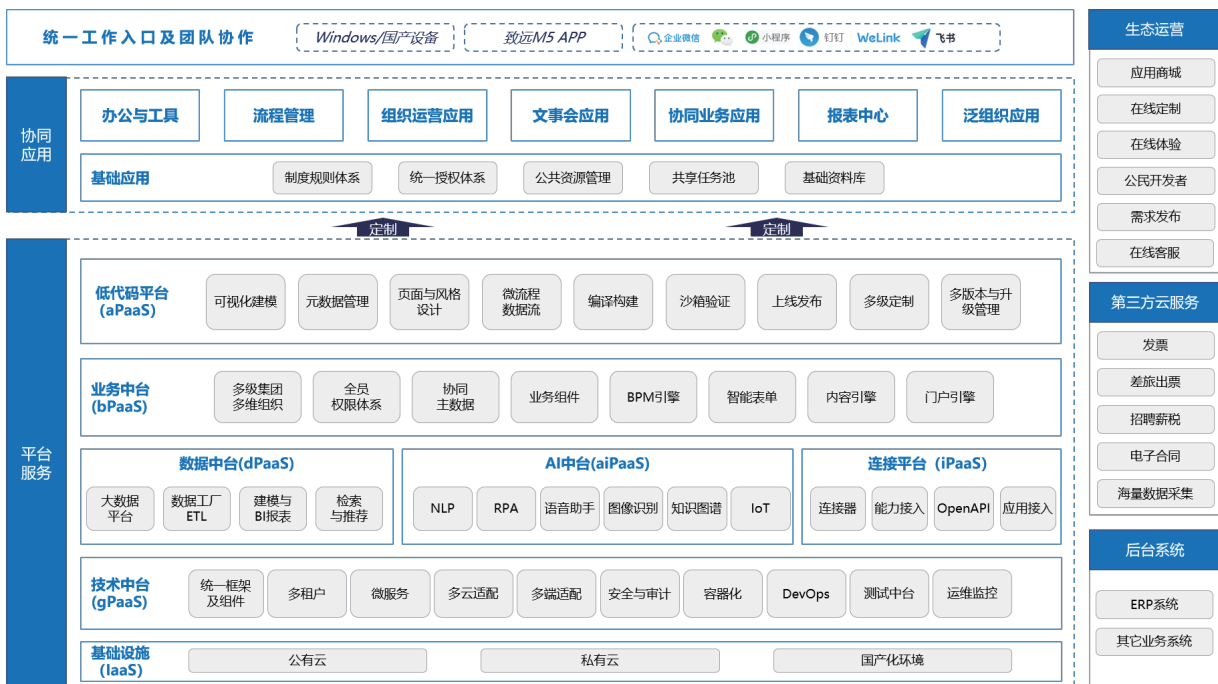 统一工作入口及团队协作
Windows/国产设备
致远M5 APP
企业微信
小程序
钉钉
WeLink
飞书
协同
应用
办公与工具
流程管理
组织运营应用
文事会应用
协同业务应用
报表中心
泛组织应用
基础应用
制度规则体系
统一授权体系
公共资源管理
共享任务池
基础资料库
定制
定制
平台
服务
低代码平台
(aPaaS)
可视化建模
元数据管理
页面与风格
设计
微流程
数据流
编译构建
沙箱验证
上线发布
多级定制
多版本与升
级管理
业务中台
(bPaaS)
多级集团
多维组织
全员
权限体系
协同
主数据
业务组件
BPM引擎
智能表单
内容引擎
门户引擎
数据中台(dPaaS)
大数据
平台
数据工厂
ETL
建模与
BI报表
检索
与推荐
AI中台(aiPaaS)
NLP
RPA
语音助手
图像识别
知识图谱
IoT
连接平台（iPaaS)
连接器
能力接入
OpenAPI
应用接入
技术中台
(gPaaS)
统一框架
及组件
多租户
微服务
多云适配
多端适配
安全与审计
容器化
DevOps
测试中台
运维监控
基础设施
(IaaS)
公有云
私有云
国产化环境
生态运营
应用商城
在线定制
在线体验
公民开发者
需求发布
在线客服
第三方云服务
发票
差旅出票
招聘薪税
电子合同
海量数据采集
后台系统
ERP系统
其它业务系统